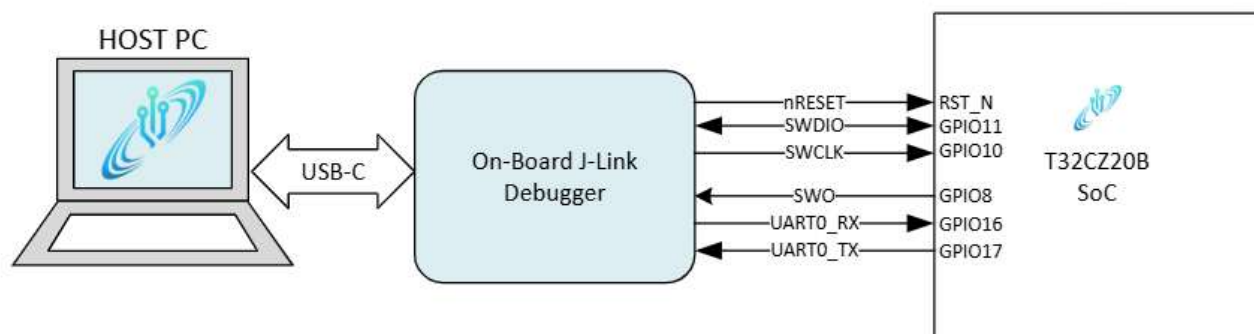 HOST PC
USB-C
On-Board J-Link
Debugger
nRESET
RST_N
SWDIO
GPIO11
SWCLK
GPIO10
SWO
GPIO8
UART0_RX
GPIO16
UART0_TX
GPIO17
T32CZ20B
SoC